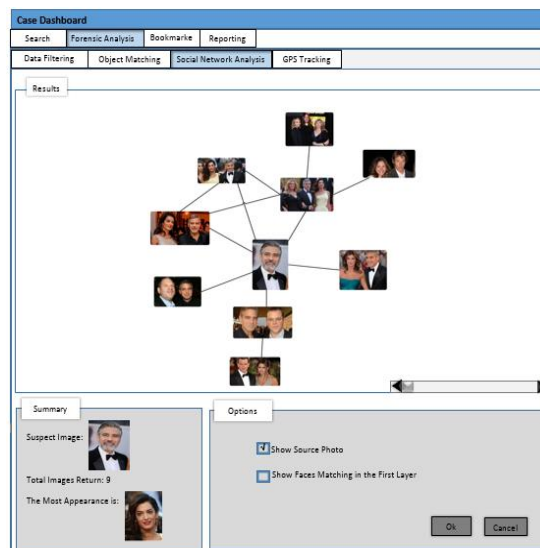 Case Dashboard
Search Forensic Analysis Bookmarke Reporting
Data Filtering Object Matching Social Network Analysis GPS Tracking
Results
Summary
Options
Suspect Image:
Show Source Photo
Total Images Return: 9
Show Faces Matching in the First Layer
The Most Appearance is:
Ok Cancel